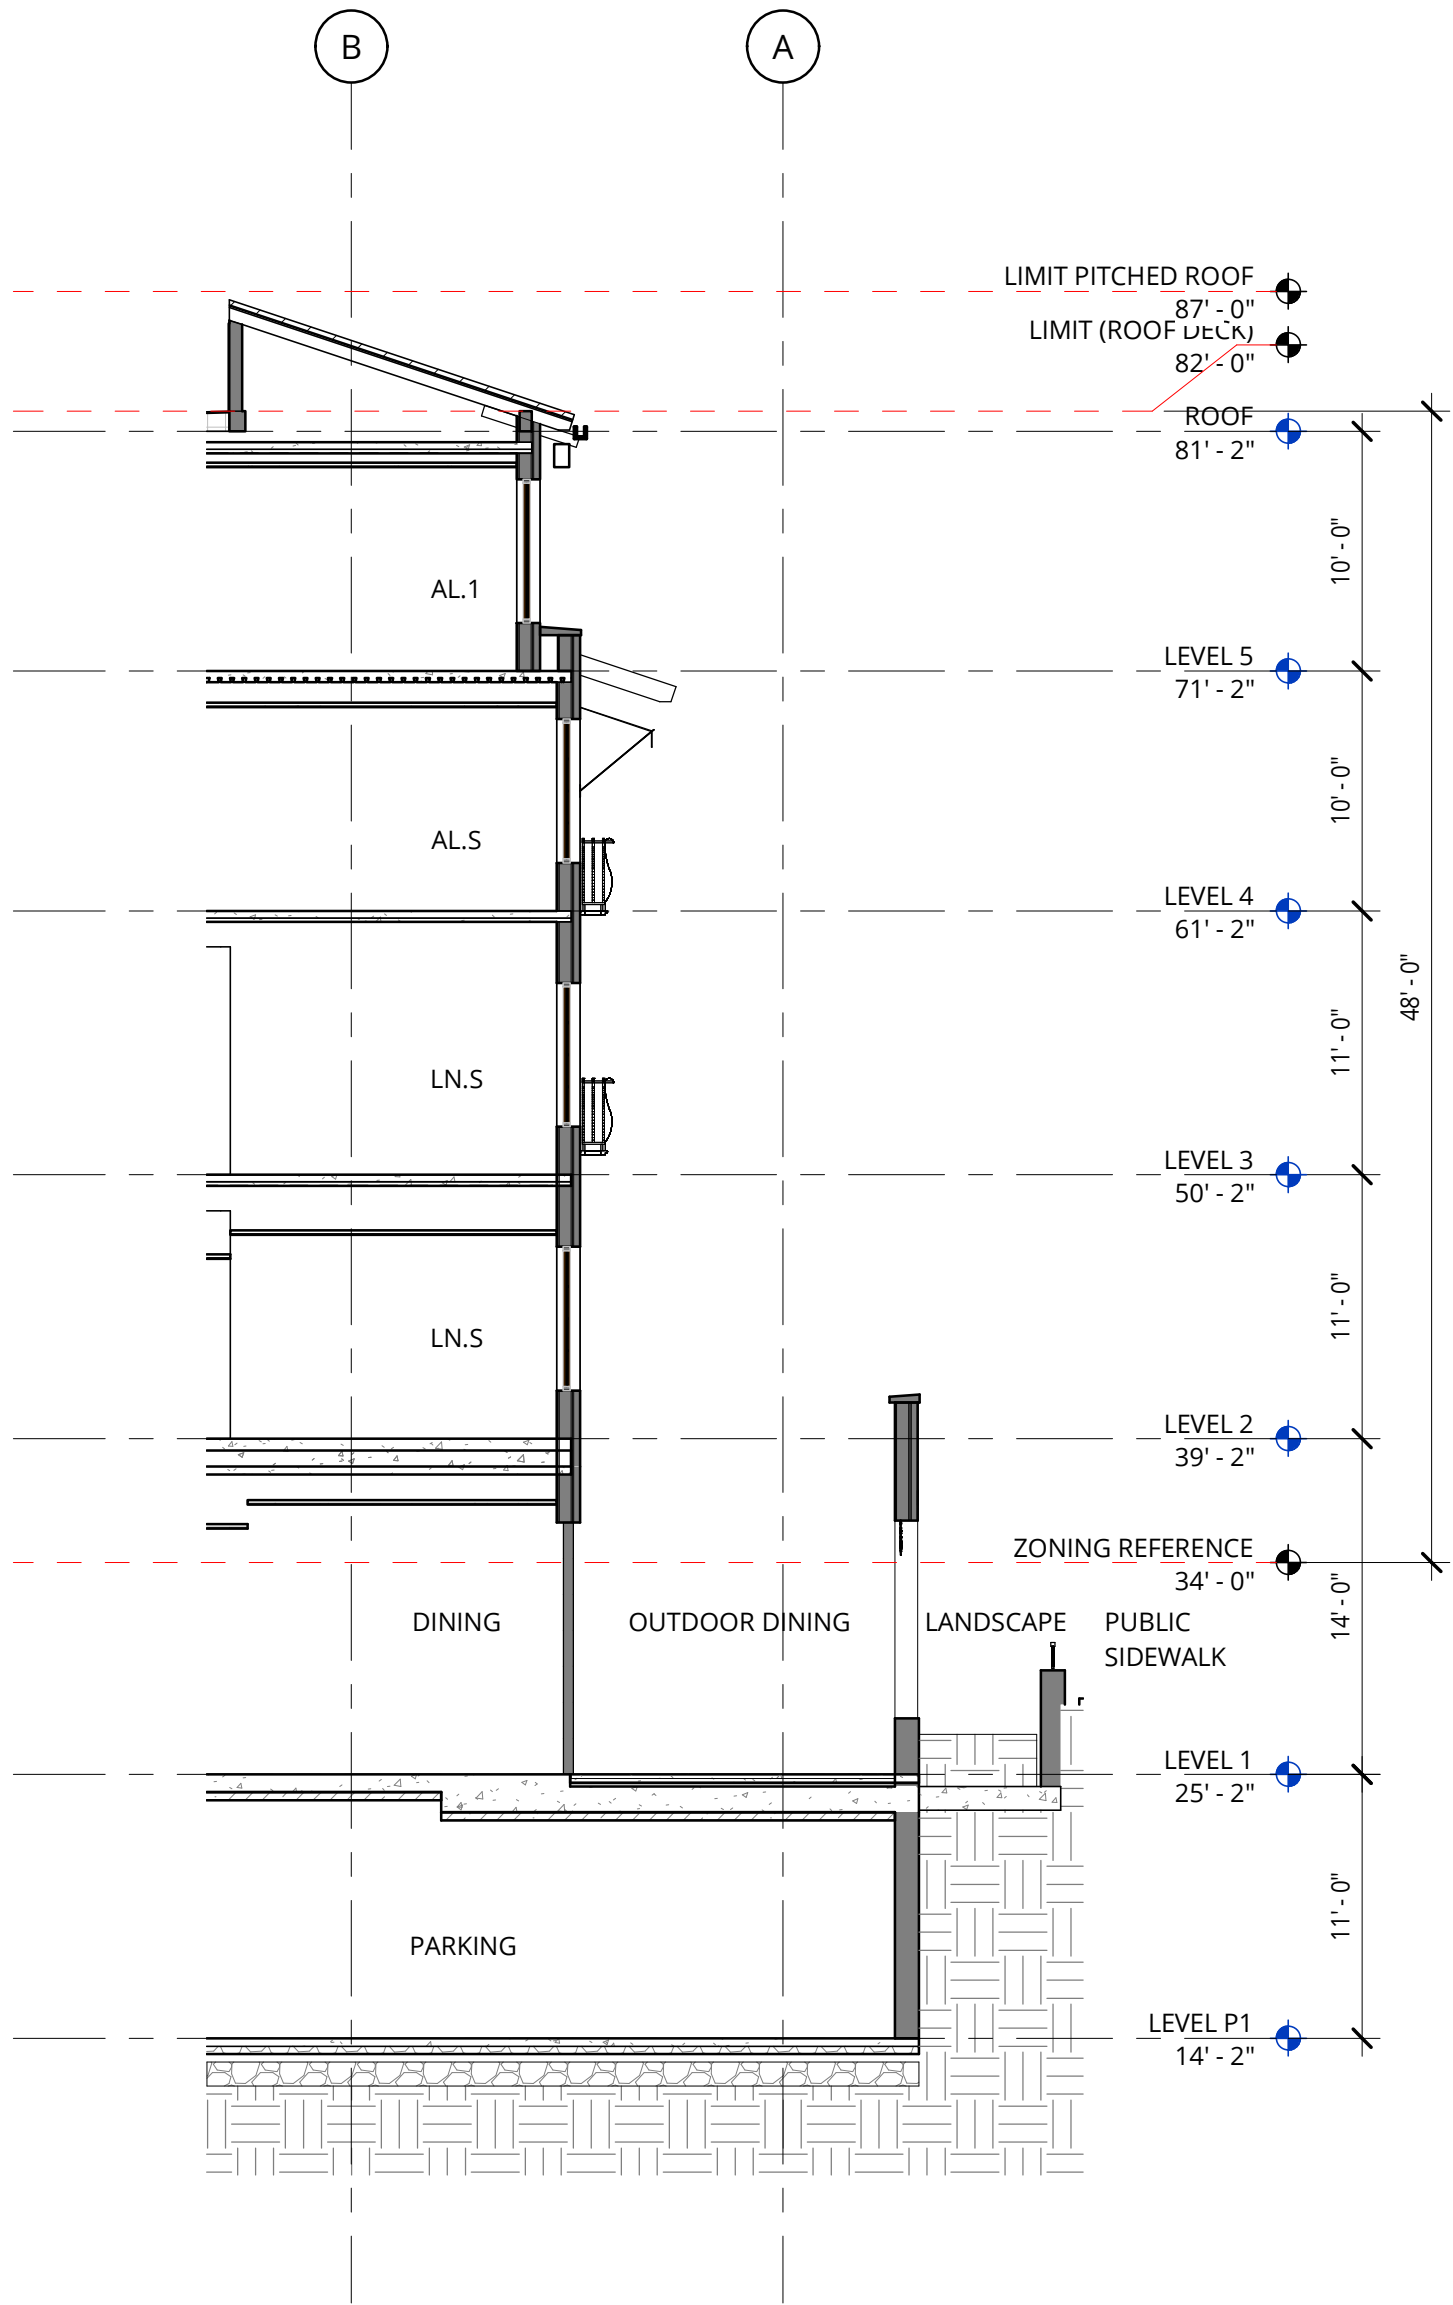 B
A
LIMIT PITCHED ROOF
87' - 0"
LIMIT (ROOF DECK)
82' - 0"
ROOF
81' - 2"
10' - 0"
AL.1
LEVEL 5
71' - 2"
10' - 0"
AL.S
LEVEL 4
61' - 2"
48' - 0"
11' - 0"
LN.S
LEVEL 3
50' - 2"
11' - 0"
LN.S
LEVEL 2
39' - 2"
ZONING REFERENCE
34' - 0"
14' - 0"
DINING
OUTDOOR DINING
LANDSCAPE
PUBLIC
SIDEWALK
LEVEL 1
25' - 2"
11' - 0"
PARKING
LEVEL P1
14' - 2"